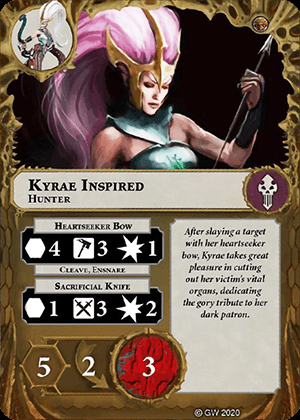 Kyrae Inspired
Hunter
Heartseeker Bow
4 3 1
Cleave, Ensnare
Sacrificial Knife
1 3 2
After slaying a target
with her heartseeker
bow, Kyrae takes great
pleasure in cutting
out her victim's vital
organs, dedicating
the gory tribute to her
dark patron.
5 2 3
© GW 2020